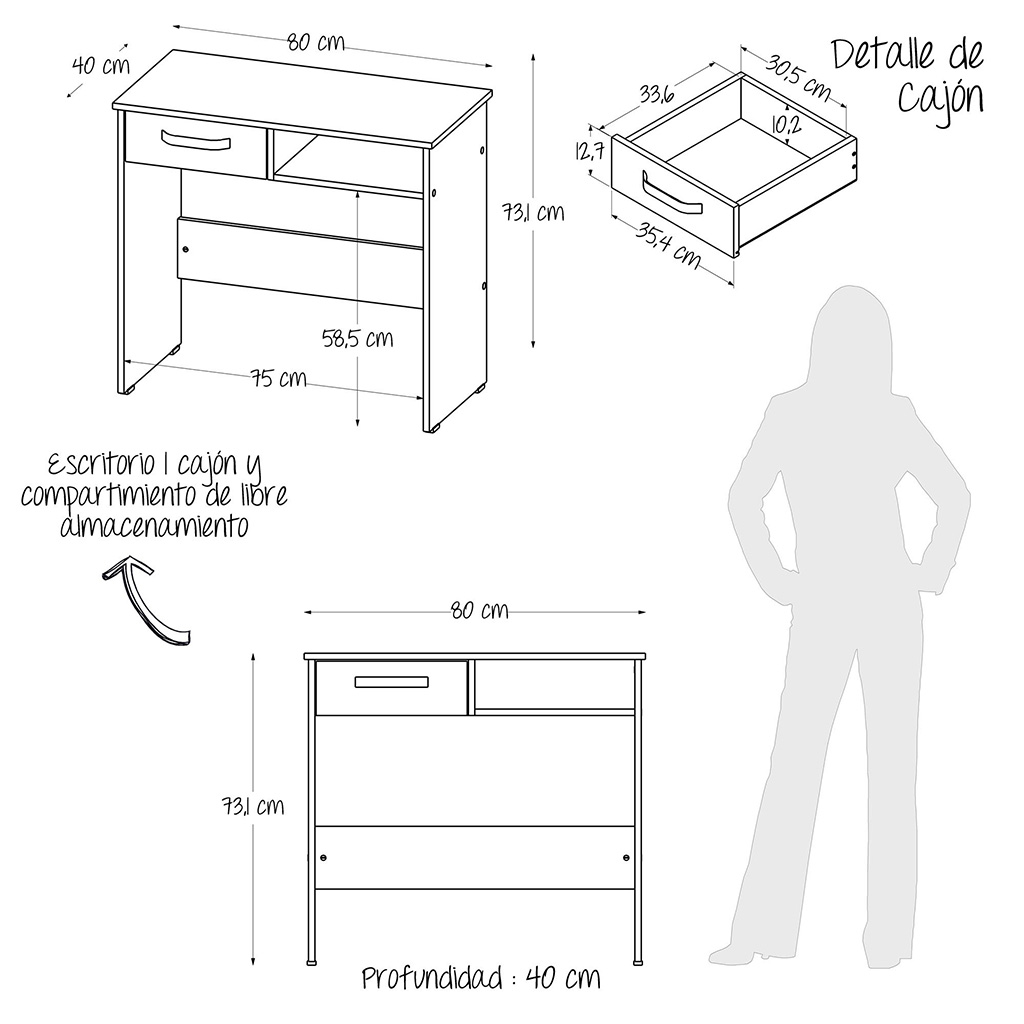 80 cm
40 cm
73,1 cm
58,5 cm
75 cm
Detalle de
Cajón
30,5 cm
33,6
10,2
12,7
35,4 cm
Escritorio 1 cajón y
compartimiento de libre
almacenamiento
80 cm
73,1 cm
Profundidad : 40 cm